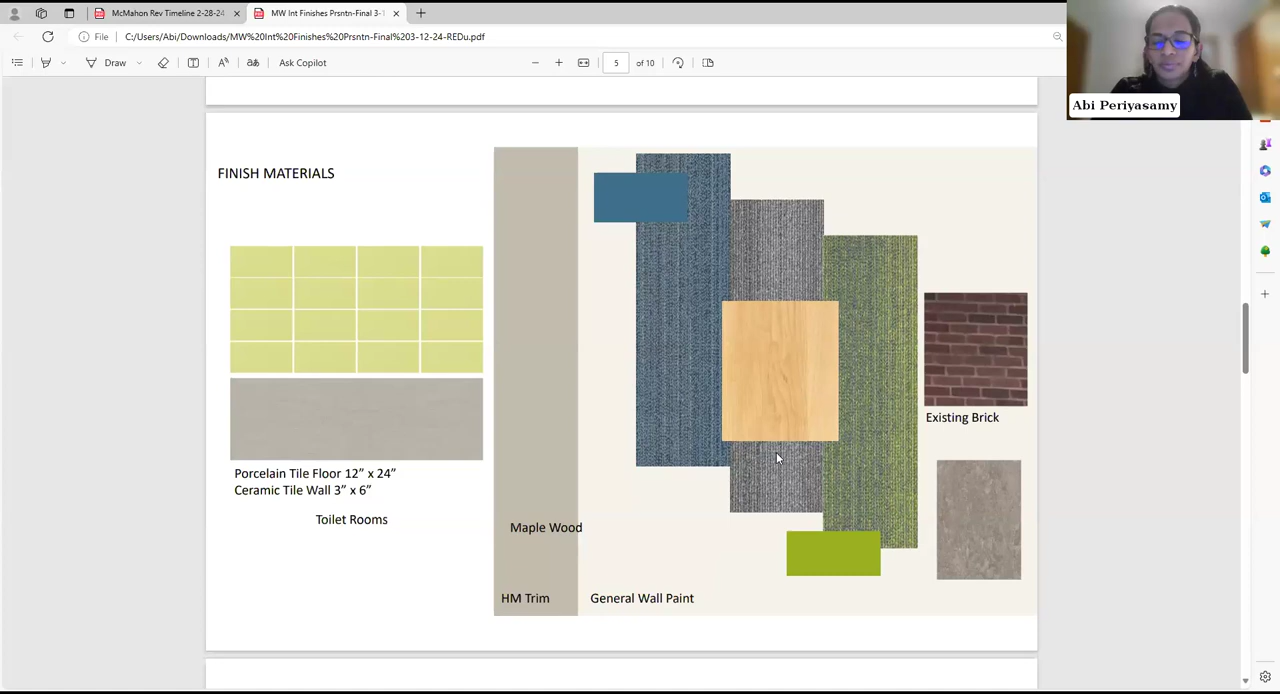 McMahon Rev Timeline 2-28-24
MW Int Finishes Prsntn-Final 3-1
File
C:/Users/Abi/Downloads/MW%20Int%20Finishes%20Prsntn-Final%203-12-24-REDu.pdf
Draw
Ask Copilot
5
of 10
Abi Periyasamy
FINISH MATERIALS
Existing Brick
Porcelain Tile Floor 12” x 24”
Ceramic Tile Wall 3” x 6”
Toilet Rooms
Maple Wood
HM Trim
General Wall Paint